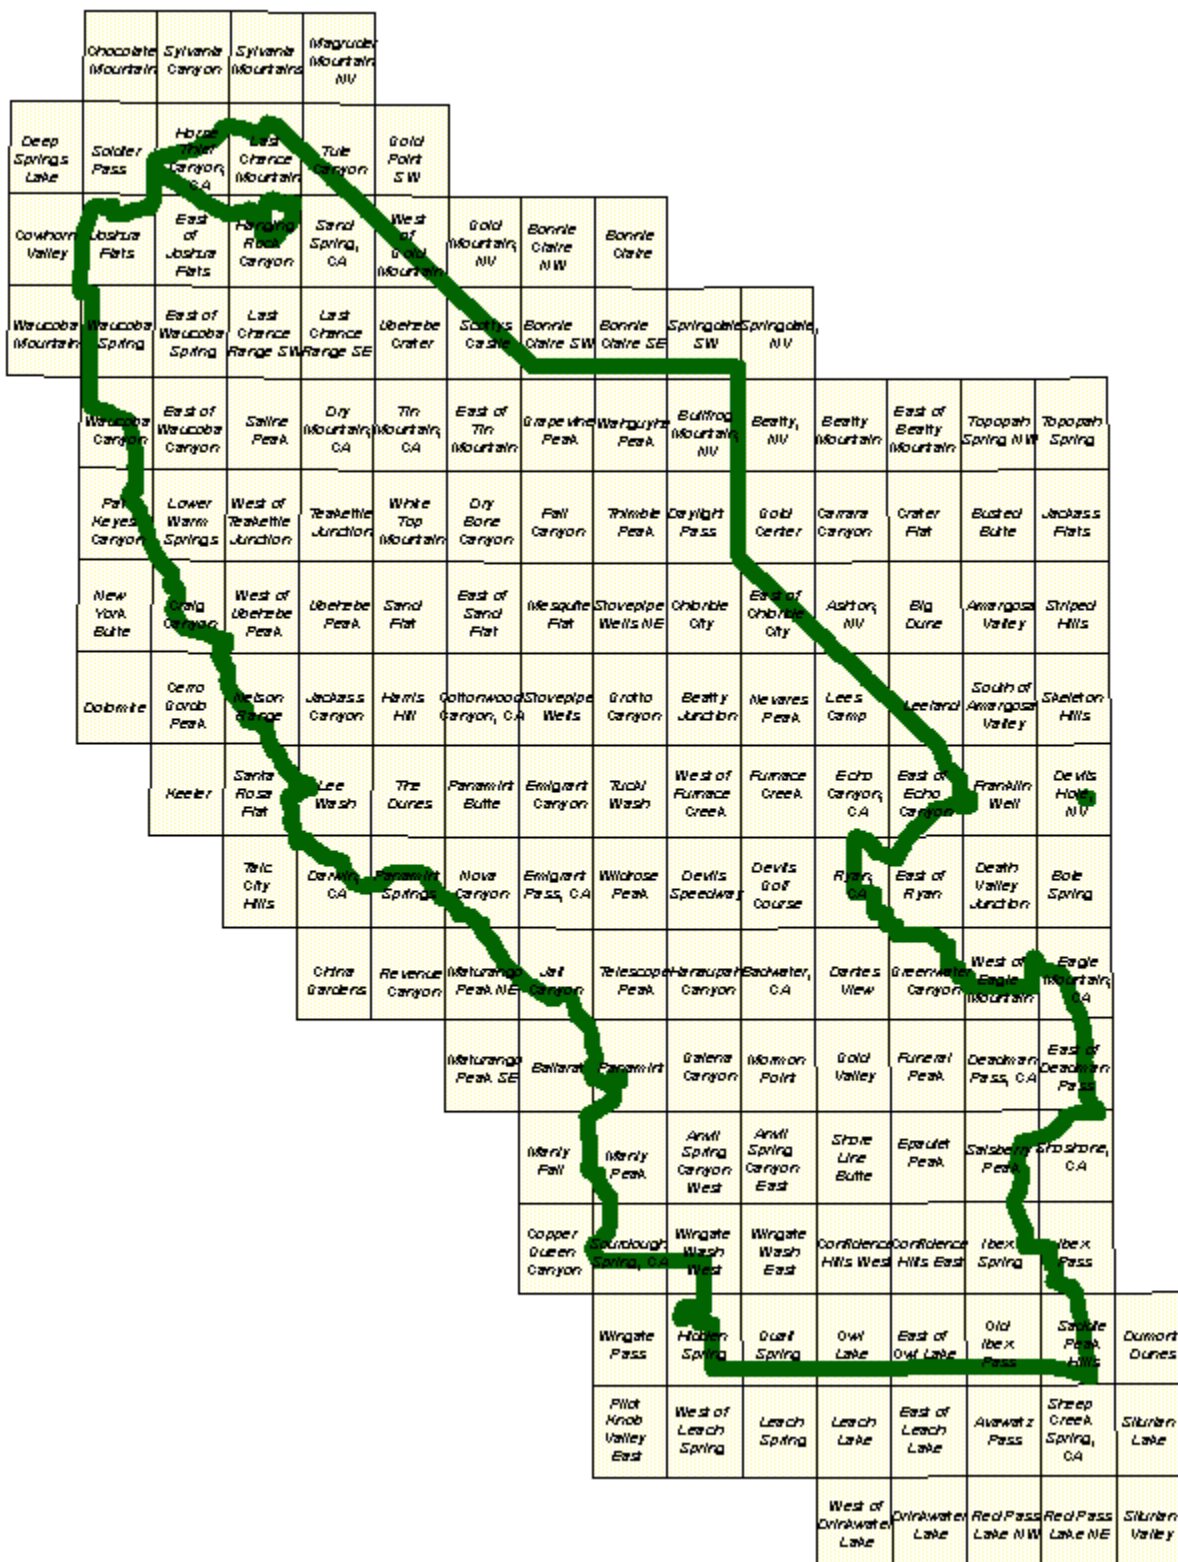 Chocolate
Mountain
Sylvania
Canyon
Sylvania
Mountains
Magruder
Mountain
NV
Deep
Springs
Lake
Soldier
Pass
Horse
Thief
Canyon,
CA
Last
Chance
Mountain
Tule
Canyon
Gold
Point
SW
Cowhorn
Valley
Joshua
Flats
East
of
Joshua
Flats
Hanging
Rock
Canyon
Sand
Spring,
CA
West
of
Gold
Mountain
Gold
Mountain,
NV
Bonnie
Claire
NW
Bonnie
Claire
Waucoba
Mountain
Waucoba
Spring
East of
Waucoba
Spring
Last
Chance
Range SW
Last
Chance
Range SE
Ubehebe
Crater
Scottys
Castle
Bonnie
Claire SW
Bonnie
Claire SE
Springdale
SW
Springdale,
NV
Waucoba
Canyon
East of
Waucoba
Canyon
Saline
Peak
Dry
Mountain,
CA
Tin
Mountain,
CA
East of
Tin
Mountain
Grapevine
Peak
Wahguyhe
Peak
Bullfrog
Mountain,
NV
Beatty,
NV
Beatty
Mountain
East of
Beatty
Mountain
Topopah
Spring NW
Topopah
Spring
Pat
Keyes
Canyon
Lower
Warm
Springs
West of
Teakettle
Junction
Teakettle
Junction
White
Top
Mountain
Dry
Bone
Canyon
Fall
Canyon
Thimble
Peak
Daylight
Pass
Gold
Center
Carrara
Canyon
Crater
Flat
Busted
Butte
Jackass
Flats
New
York
Butte
Craig
Canyon
West of
Ubehebe
Peak
Ubehebe
Peak
Sand
Flat
East of
Sand
Flat
Mesquite
Flat
Stovepipe
Wells NE
Chloride
City
East of
Chloride
City
Ashton,
NV
Big
Dune
Amargosa
Valley
Striped
Hills
Dolomite
Cerro
Gordo
Peak
Nelson
Range
Jackass
Canyon
Harris
Hill
Cottonwood
Canyon, CA
Stovepipe
Wells
Grotto
Canyon
Beatty
Junction
Nevares
Peak
Lees
Camp
Leeland
South of
Amargosa
Valley
Skeleton
Hills
Keeler
Santa
Rosa
Flat
Lee
Wash
The
Dunes
Panamint
Butte
Emigrant
Canyon
Tucki
Wash
West of
Furnace
Creek
Furnace
Creek
Echo
Canyon,
CA
East of
Echo
Canyon
Franklin
Well
Devils
Hole,
NV
Talc
City
Hills
Darwin,
CA
Panamint
Springs
Nova
Canyon
Emigrant
Pass, CA
Wildrose
Peak
Devils
Speedway
Devils
Golf
Course
Ryan,
CA
East of
Ryan
Death
Valley
Junction
Bole
Spring
China
Gardens
Revenue
Canyon
Maturango
Peak NE
Jail
Canyon
Telescope
Peak
Hanaupah
Canyon
Badwater,
CA
Dantes
View
Greenwater
Canyon
West of
Eagle
Mountain
Eagle
Mountain,
CA
Maturango
Peak SE
Ballarat
Panamint
Galena
Canyon
Mormon
Point
Gold
Valley
Funeral
Peak
Deadman
Pass, CA
East of
Deadman
Pass
Manly
Fall
Manly
Peak
Anvil
Spring
Canyon
West
Anvil
Spring
Canyon
East
Shore
Line
Butte
Epaulet
Peak
Salsberry
Peak
Shoshone,
CA
Copper
Queen
Canyon
Sourdough
Spring, CA
Wingate
Wash
West
Wingate
Wash
East
Confidence
Hills West
Confidence
Hills East
Ibex
Spring
Ibex
Pass
Wingate
Pass
Hidden
Spring
Quail
Spring
Owl
Lake
East of
Owl Lake
Old
Ibex
Pass
Saddle
Peak
Hills
Dumont
Dunes
Pilot
Knob
Valley
East
West of
Leach
Spring
Leach
Spring
Leach
Lake
East of
Leach
Lake
Avawatz
Pass
Sheep
Creek
Spring,
CA
Silurian
Lake
West of
Drinkwater
Lake
Drinkwater
Lake
Red Pass
Lake NW
Red Pass
Lake NE
Silurian
Valley